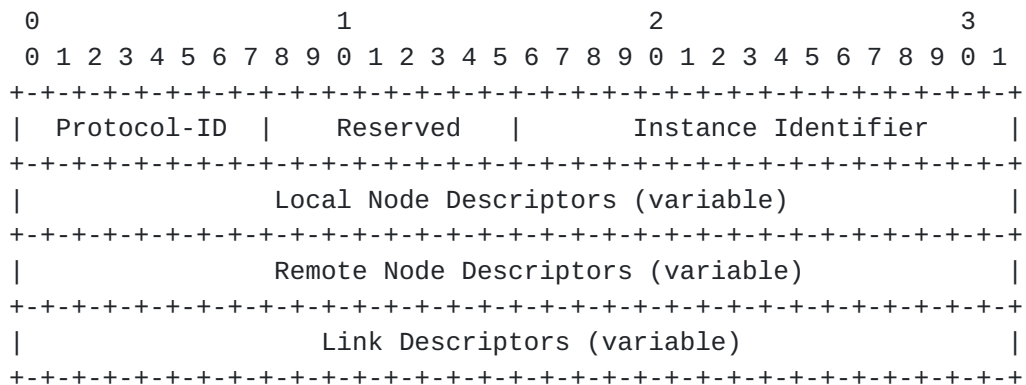 0                   1                   2                   3
 0 1 2 3 4 5 6 7 8 9 0 1 2 3 4 5 6 7 8 9 0 1 2 3 4 5 6 7 8 9 0 1
+-+-+-+-+-+-+-+-+-+-+-+-+-+-+-+-+-+-+-+-+-+-+-+-+-+-+-+-+-+-+-+-+
|  Protocol-ID  |    Reserved   |       Instance Identifier     |
+-+-+-+-+-+-+-+-+-+-+-+-+-+-+-+-+-+-+-+-+-+-+-+-+-+-+-+-+-+-+-+-+
|                Local Node Descriptors (variable)              |
+-+-+-+-+-+-+-+-+-+-+-+-+-+-+-+-+-+-+-+-+-+-+-+-+-+-+-+-+-+-+-+-+
|                Remote Node Descriptors (variable)             |
+-+-+-+-+-+-+-+-+-+-+-+-+-+-+-+-+-+-+-+-+-+-+-+-+-+-+-+-+-+-+-+-+
|                   Link Descriptors (variable)                 |
+-+-+-+-+-+-+-+-+-+-+-+-+-+-+-+-+-+-+-+-+-+-+-+-+-+-+-+-+-+-+-+-+